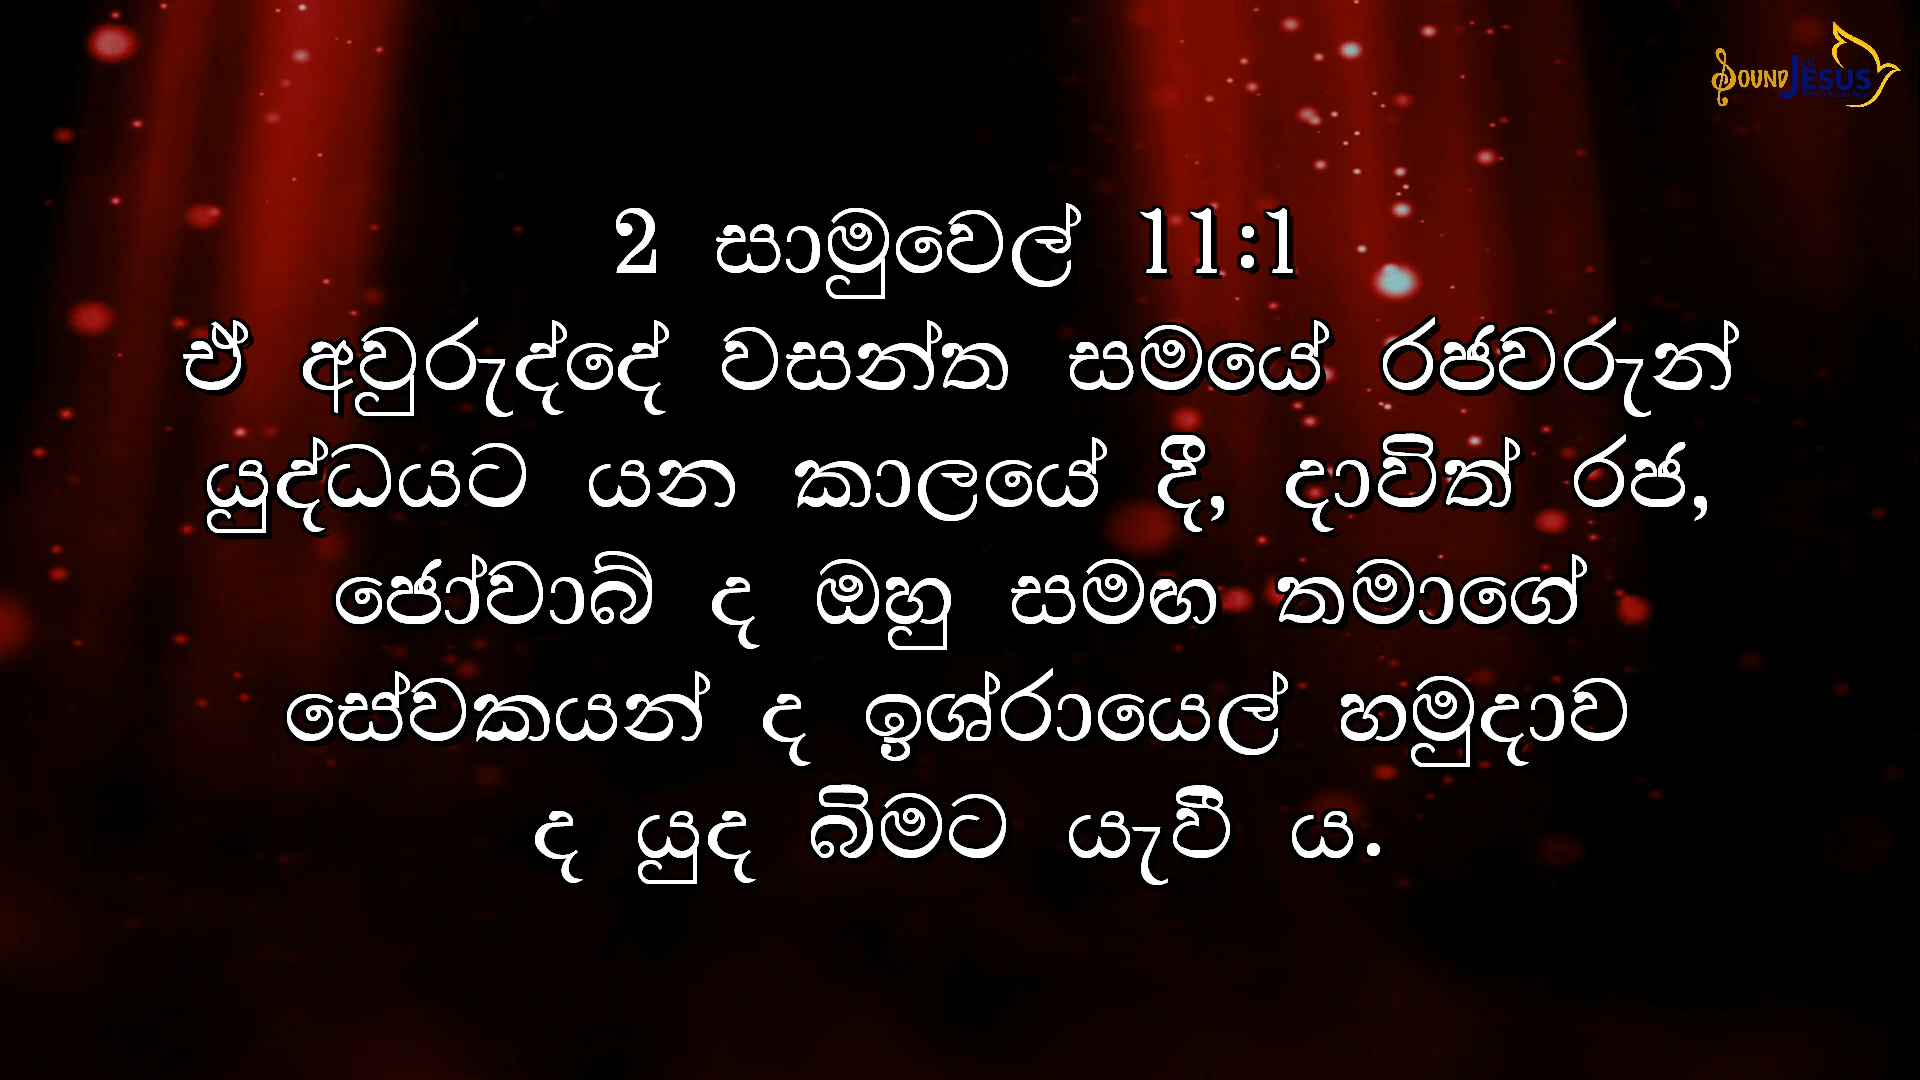 SOUND of JESUS
2 සාමුවෙල් 11:1
ඒ අවුරුද්දේ වසන්ත සමයේ රජවරුන්
යුද්ධයට යන කාලයේ දී, දාවිත් රජ,
ජෝවාබ් ද ඔහු සමඟ තමාගේ
සේවකයන් ද ඉශ්රායෙල් හමුදාව
ද යුද බිමට යැවී ය.